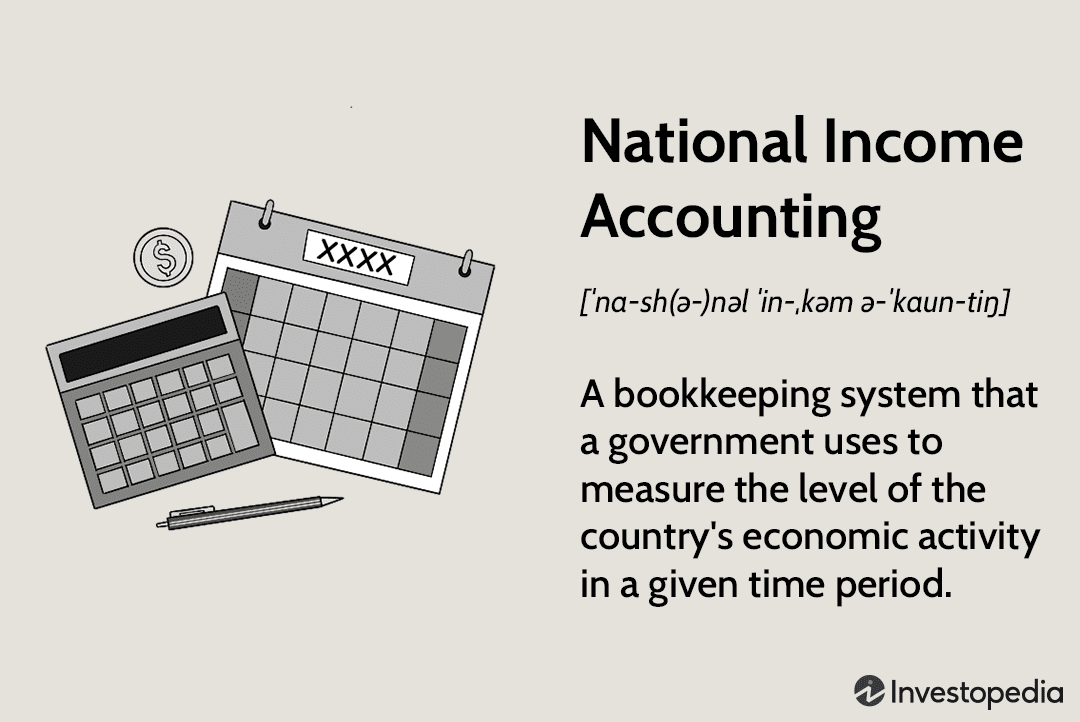 National Income
Accounting
[ˈna-sh(ə-)nəl ˈin-ˌkəm ə-ˈkaun-tiŋ]
A bookkeeping system that
a government uses to
measure the level of the
country's economic activity
in a given time period.
XXXX
$
Investopedia